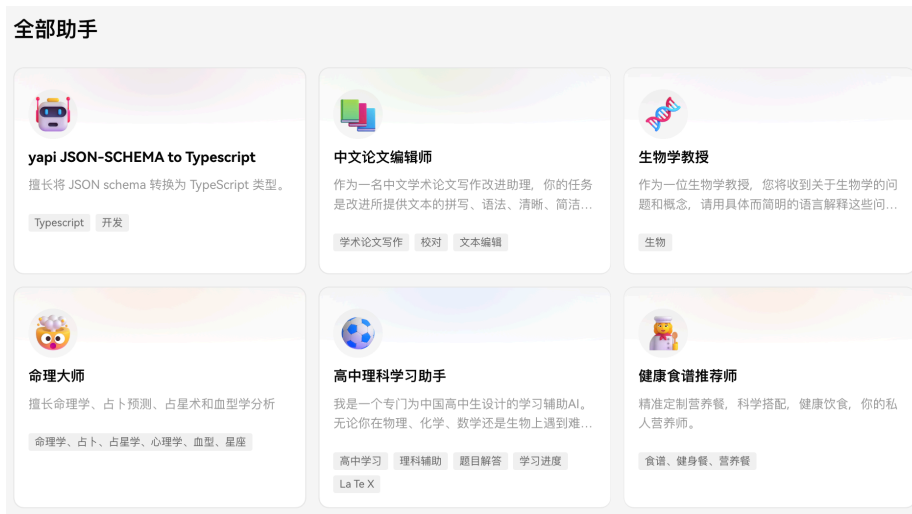 全部助手
yapi JSON-SCHEMA to Typescript
擅长将 JSON schema 转换为 TypeScript 类型。
Typescript 开发
中文论文编辑师
作为一名中文学术论文写作改进助理，你的任务
是改进所提供文本的拼写、语法、清晰、简洁...
学术论文写作 校对 文本编辑
生物学教授
作为一位生物学教授，您将收到关于生物学的问
题和概念，请用具体而简明的语言解释这些问...
生物
命理大师
擅长命理学、占卜预测、占星术和血型学分析
命理学、占卜、占星学、心理学、血型、星座
高中理科学习助手
我是一个专门为中国高中生设计的学习辅助AI。
无论你在物理、化学、数学还是生物上遇到难...
高中学习 理科辅助 题目解答 学习进度
La Te X
健康食谱推荐师
精准定制营养餐，科学搭配，健康饮食，你的私
人营养师。
食谱、健身餐、营养餐